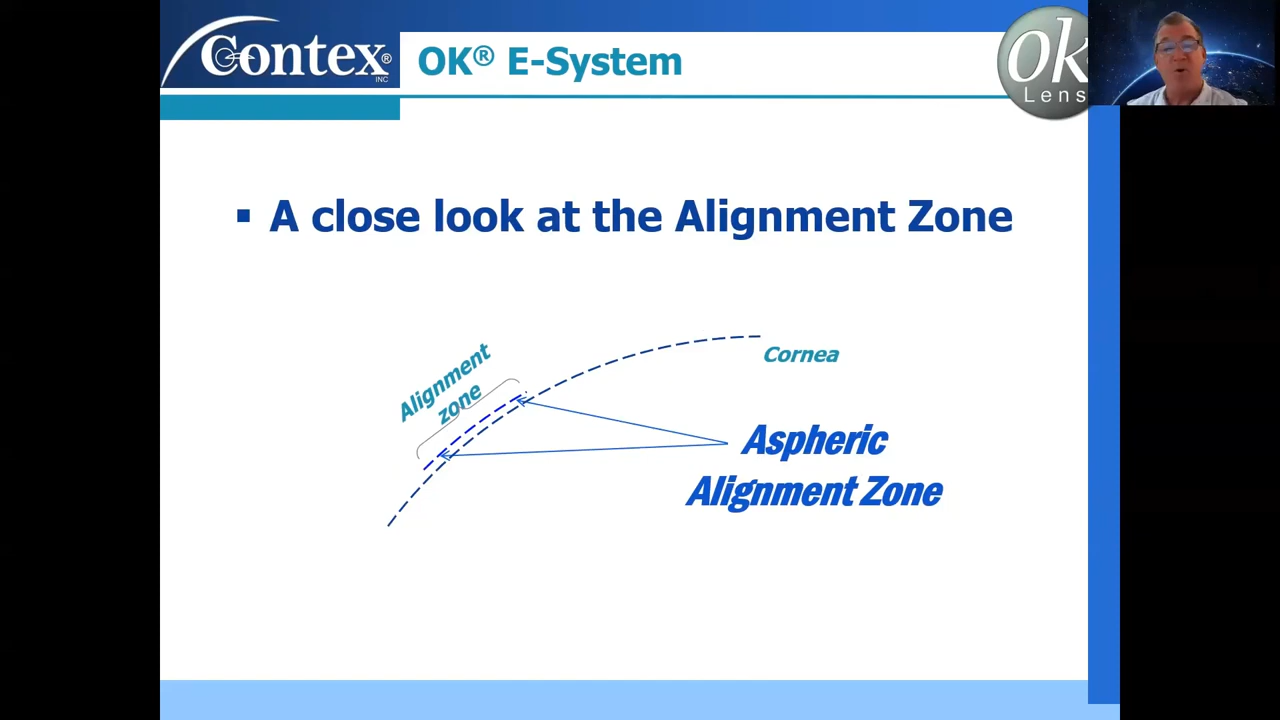 Contex®
INC
OK® E-System
ok
Lens
▪ A close look at the Alignment Zone
Alignment
zone
Cornea
Aspheric
Alignment Zone